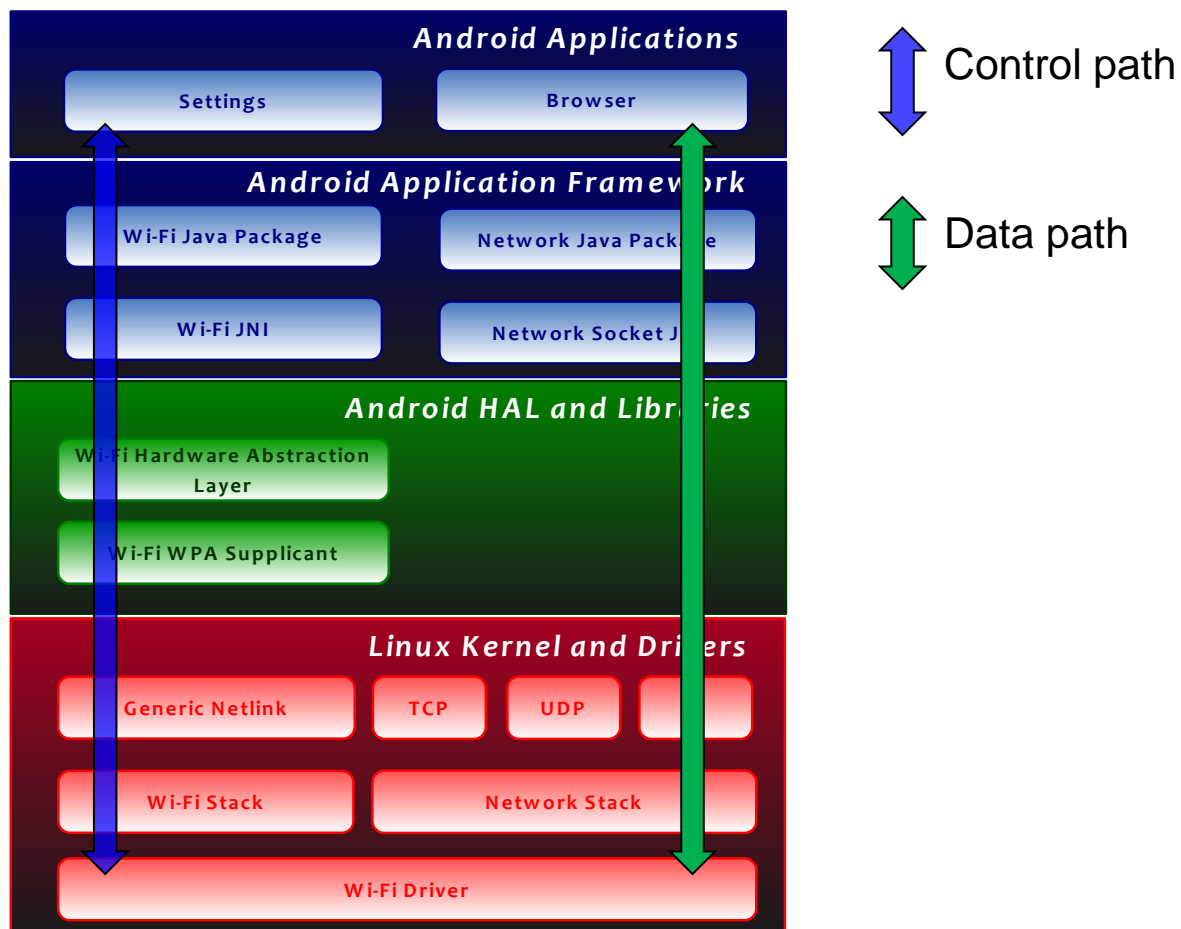 Android Applications
Settings
Browser
Android Application Framework
Wi-Fi Java Package
Network Java Package
Wi-Fi JNI
Network Socket J
Android HAL and Libraries
Wi-Fi Hardware Abstraction
Layer
Wi-Fi WPA Supplicant
Linux Kernel and Drivers
Generic Netlink
TCP
UDP
Wi-Fi Stack
Network Stack
Wi-Fi Driver
Control path
Data path